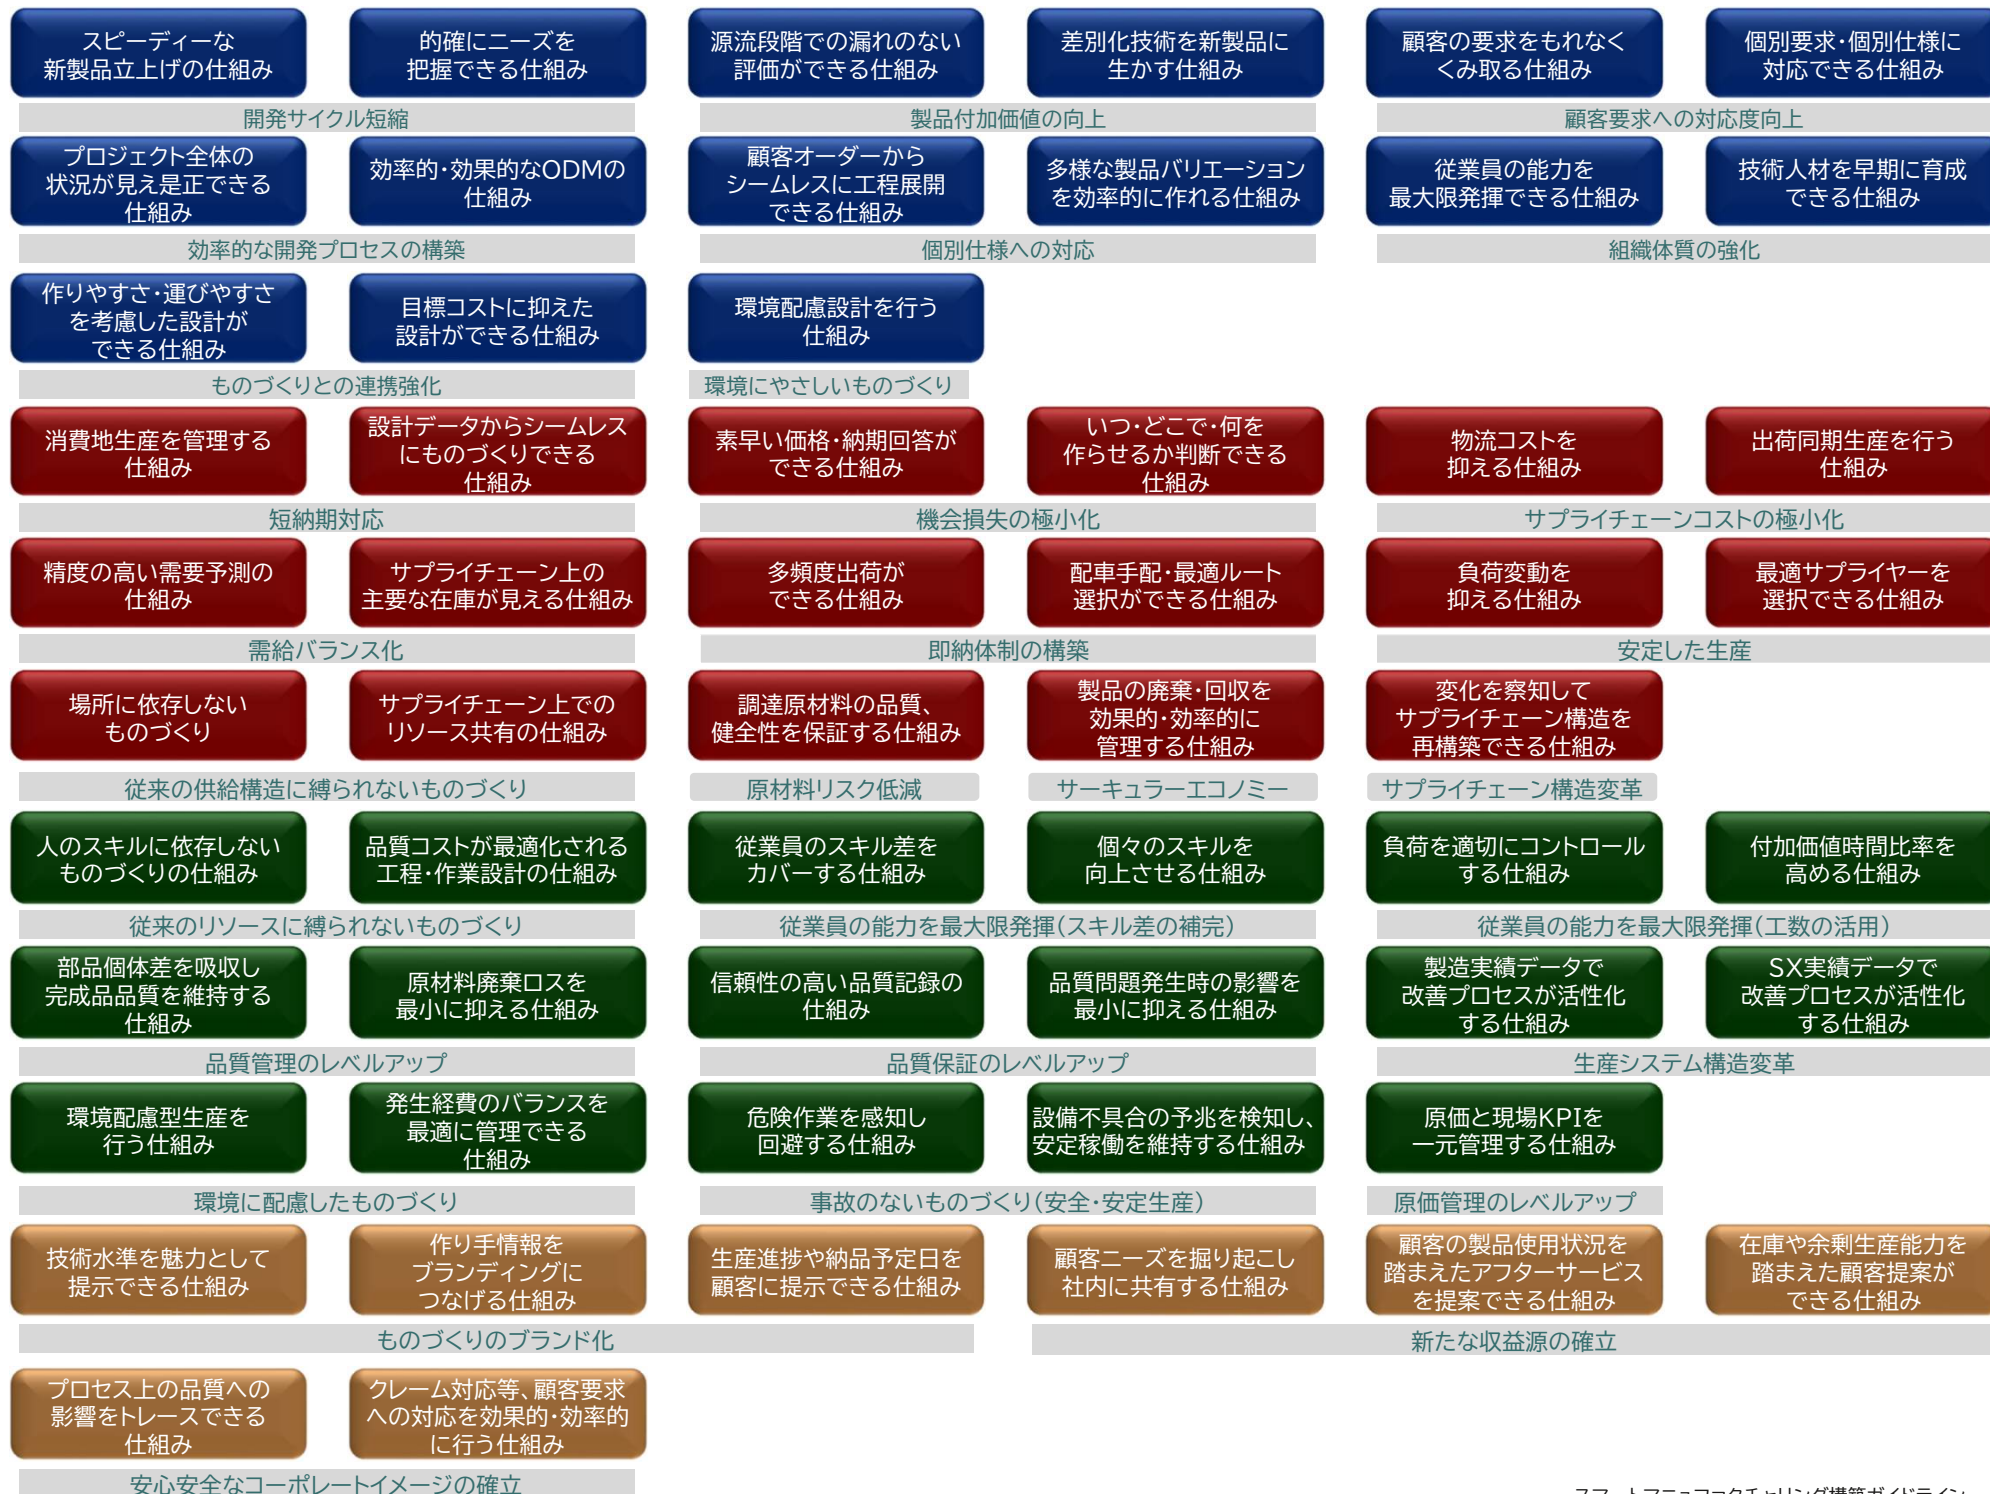 スピーディーな
新製品立上げの仕組み
的確にニーズを
把握できる仕組み
源流段階での漏れのない
評価ができる仕組み
差別化技術を新製品に
生かす仕組み
顧客の要求をもれなく
くみ取る仕組み
個別要求・個別仕様に
対応できる仕組み
開発サイクル短縮
製品付加価値の向上
顧客要求への対応度向上
プロジェクト全体の
状況が見え是正できる
仕組み
効率的・効果的なODMの
仕組み
顧客オーダーから
シームレスに工程展開
できる仕組み
多様な製品バリエーション
を効率的に作れる仕組み
従業員の能力を
最大限発揮できる仕組み
技術人材を早期に育成
できる仕組み
効率的な開発プロセスの構築
個別仕様への対応
組織体質の強化
作りやすさ・運びやすさ
を考慮した設計が
できる仕組み
目標コストに抑えた
設計ができる仕組み
環境配慮設計を行う
仕組み
ものづくりとの連携強化
環境にやさしいものづくり
消費地生産を管理する
仕組み
設計データからシームレス
にものづくりできる
仕組み
素早い価格・納期回答が
できる仕組み
いつ・どこで・何を
作らせるか判断できる
仕組み
物流コストを
抑える仕組み
出荷同期生産を行う
仕組み
短納期対応
機会損失の極小化
サプライチェーンコストの極小化
精度の高い需要予測の
仕組み
サプライチェーン上の
主要な在庫が見える仕組み
多頻度出荷が
できる仕組み
配車手配・最適ルート
選択ができる仕組み
負荷変動を
抑える仕組み
最適サプライヤーを
選択できる仕組み
需給バランス化
即納体制の構築
安定した生産
場所に依存しない
ものづくり
サプライチェーン上での
リソース共有の仕組み
調達原材料の品質、
健全性を保証する仕組み
製品の廃棄・回収を
効果的・効率的に
管理する仕組み
変化を察知して
サプライチェーン構造を
再構築できる仕組み
従来の供給構造に縛られないものづくり
原材料リスク低減
サーキュラーエコノミー
サプライチェーン構造変革
人のスキルに依存しない
ものづくりの仕組み
品質コストが最適化される
工程・作業設計の仕組み
従業員のスキル差を
カバーする仕組み
個々のスキルを
向上させる仕組み
負荷を適切にコントロール
する仕組み
付加価値時間比率を
高める仕組み
従来のリソースに縛られないものづくり
従業員の能力を最大限発揮(スキル差の補完)
従業員の能力を最大限発揮(工数の活用)
部品個体差を吸収し
完成品品質を維持する
仕組み
原材料廃棄ロスを
最小に抑える仕組み
信頼性の高い品質記録の
仕組み
品質問題発生時の影響を
最小に抑える仕組み
製造実績データで
改善プロセスが活性化
する仕組み
SX実績データで
改善プロセスが活性化
する仕組み
品質管理のレベルアップ
品質保証のレベルアップ
生産システム構造変革
環境配慮型生産を
行う仕組み
発生経費のバランスを
最適に管理できる
仕組み
危険作業を感知し
回避する仕組み
設備不具合の予兆を検知し、
安定稼働を維持する仕組み
原価と現場KPIを
一元管理する仕組み
環境に配慮したものづくり
事故のないものづくり(安全・安定生産)
原価管理のレベルアップ
技術水準を魅力として
提示できる仕組み
作り手情報を
ブランディングに
つなげる仕組み
生産進捗や納品予定日を
顧客に提示できる仕組み
顧客ニーズを掘り起こし
社内に共有する仕組み
顧客の製品使用状況を
踏まえたアフターサービス
を提案できる仕組み
在庫や余剰生産能力を
踏まえた顧客提案が
できる仕組み
ものづくりのブランド化
新たな収益源の確立
プロセス上の品質への
影響をトレースできる
仕組み
クレーム対応等、顧客要求
への対応を効果的・効率的
に行う仕組み
安心安全なコーポレートイメージの確立
スマートマニュファクチャリング構築ガイドライン